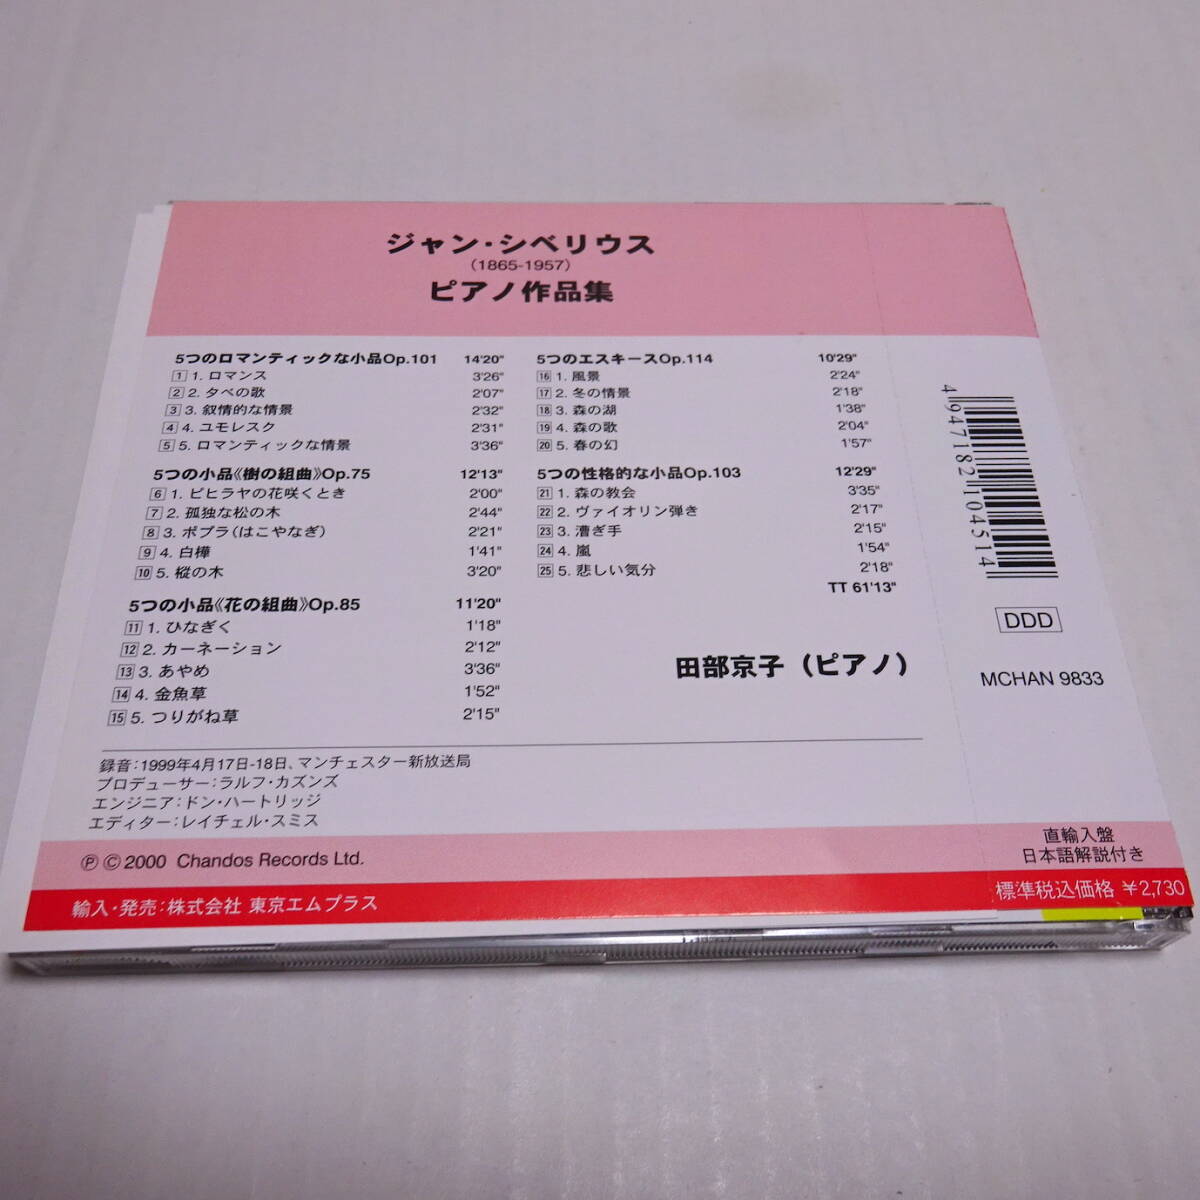 ジャン・シベリウス
(1865-1957)
ピアノ作品集
5つのロマンティックな小品Op.101 14'20"
1 1. ロマンス 3'26"
2 2. 夕べの歌 2'07"
3 3. 叙情的な情景 2'32"
4 4. ユモレスク 2'31"
5 5. ロマンティックな情景 3'36"
5つの小品《樹の組曲》Op.75 12'13"
6 1. ピヒラヤの花咲くとき 2'00"
7 2. 孤独な松の木 2'44"
8 3. ポプラ(はこやなぎ) 2'21"
9 4. 白樺 1'41"
10 5. 樅の木 3'20"
5つの小品《花の組曲》Op.85 11'20"
11 1. ひなぎく 1'18"
12 2. カーネーション 2'12"
13 3. あやめ 3'36"
14 4. 金魚草 1'52"
15 5. つりがね草 2'15"
5つのエスキースOp.114 10'29"
16 1. 風景 2'24"
17 2. 冬の情景 2'18"
18 3. 森の湖 1'38"
19 4. 森の歌 2'04"
20 5. 春の幻 1'57"
5つの性格的な小品Op.103 12'29"
21 1. 森の教会 3'35"
22 2. ヴァイオリン弾き 2'17"
23 3. 漕ぎ手 2'15"
24 4. 嵐 1'54"
25 5. 悲しい気分 2'18"
TT 61'13"
田部京子(ピアノ)
録音:1999年4月17日-18日、マンチェスター新放送局
プロデューサー:ラルフ・カズンズ
エンジニア:ドン・ハートリッジ
エディター:レイチェル・スミス
Ⓟ©2000 Chandos Records Ltd.
輸入・発売:株式会社 東京エムプラス
4947182104514
DDD
MCHAN 9833
直輸入盤
日本語解説付き
標準税込価格 ¥2,730